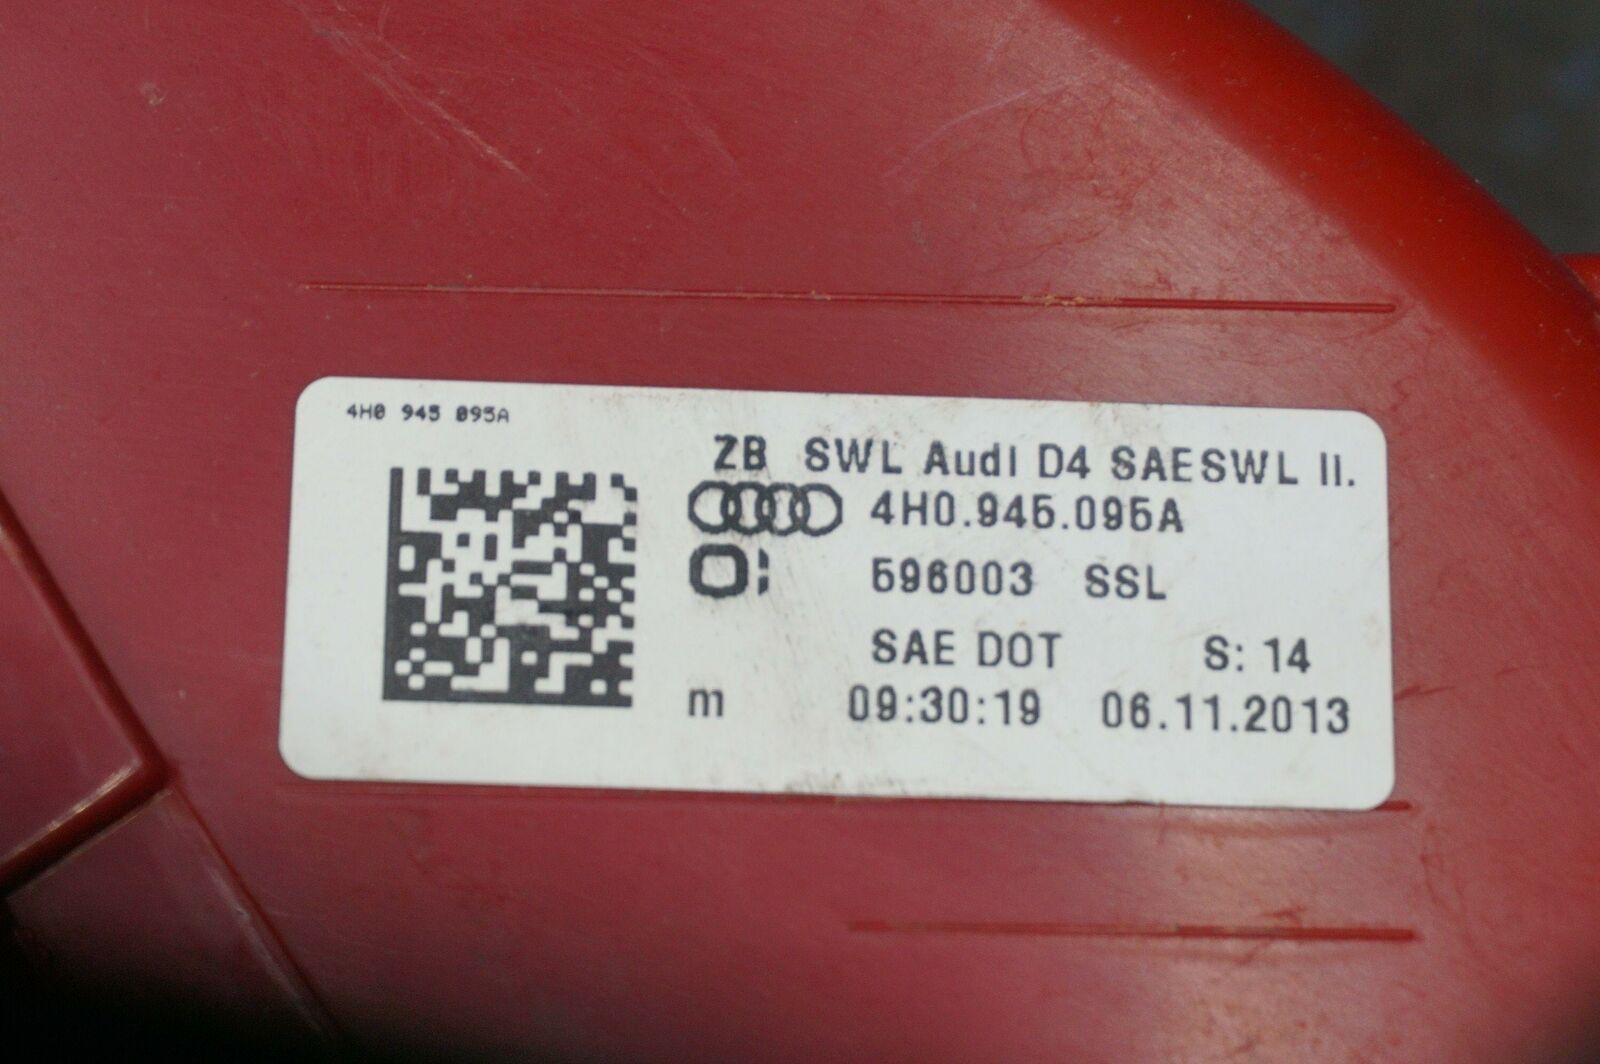 4H0 945 095A
ZB SWL Audi D4 SAESWL li.
4H0.945.095A
596003 SSL
SAE DOT S: 14
m 09:30:19 06.11.2013